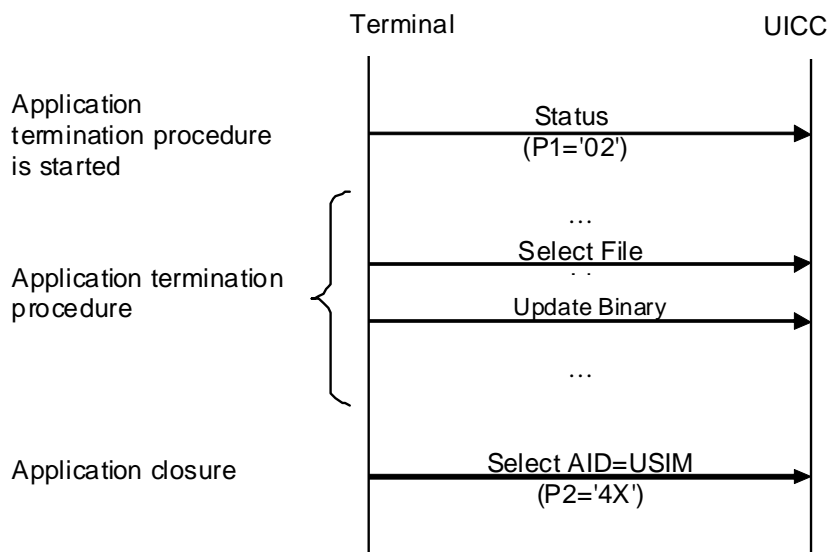 Terminal UICC
Application
termination procedure
is started
Status
(P1='02')
...
Select File
. .
Application termination
procedure
Update Binary
...
Application closure
Select AID=USIM
(P2='4X')